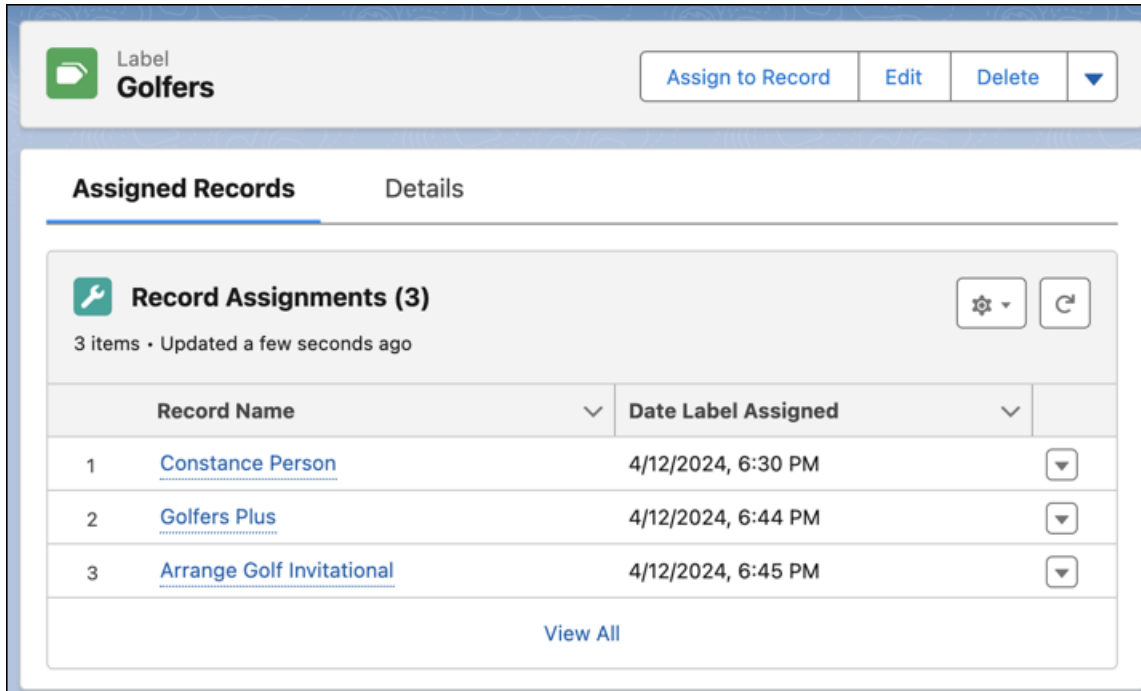 Label
Golfers
Assign to Record Edit Delete
Assigned Records Details
Record Assignments (3)
3 items • Updated a few seconds ago
Record Name Date Label Assigned
1 Constance Person 4/12/2024, 6:30 PM
2 Golfers Plus 4/12/2024, 6:44 PM
3 Arrange Golf Invitational 4/12/2024, 6:45 PM
View All